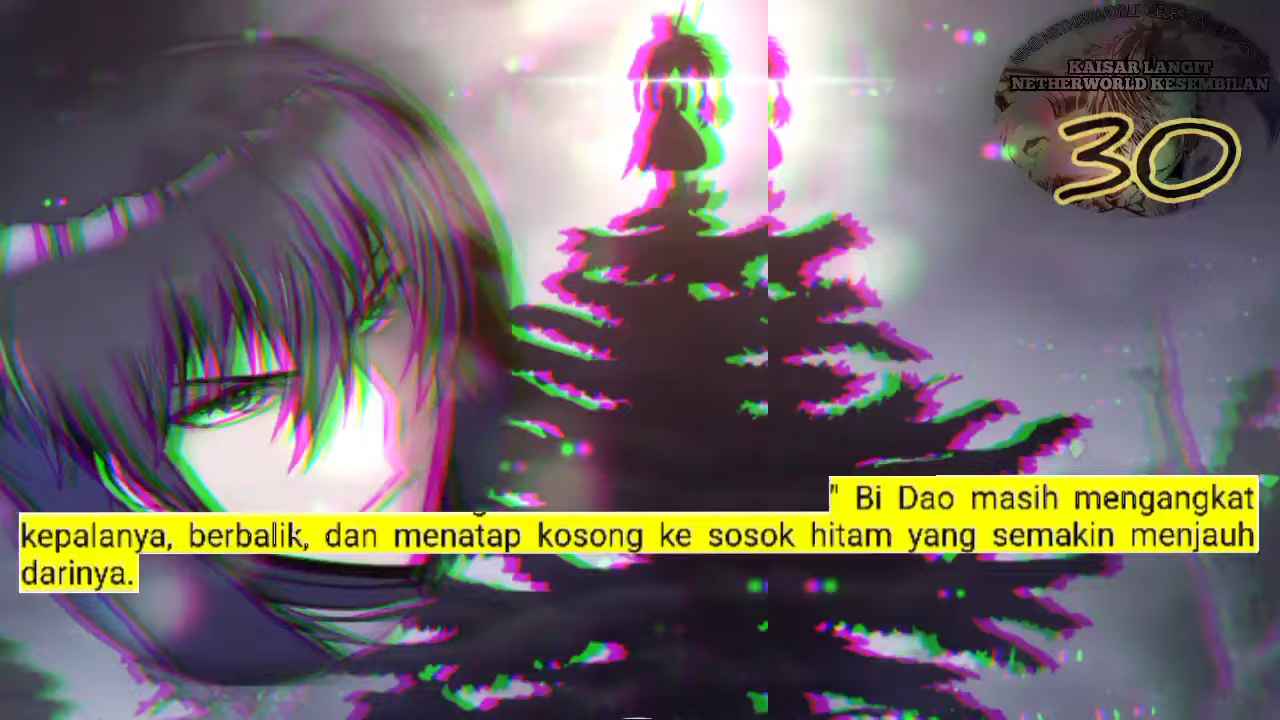 KAISAR LANGIT
NETHERWORLD KESEMBILAN
30
" Bi Dao masih mengangkat
kepalanya, berbalik, dan menatap kosong ke sosok hitam yang semakin menjauh
darinya.